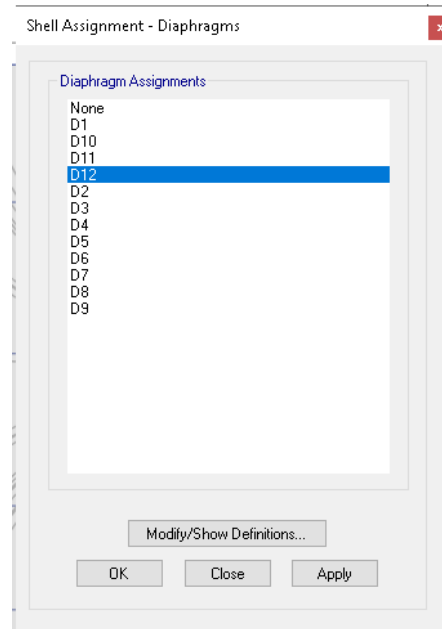 Shell Assignment - Diaphragms
x
Diaphragm Assignments
None
D1
D10
D11
D12
D2
D3
D4
D5
D6
D7
D8
D9
Modify/Show Definitions...
OK Close Apply